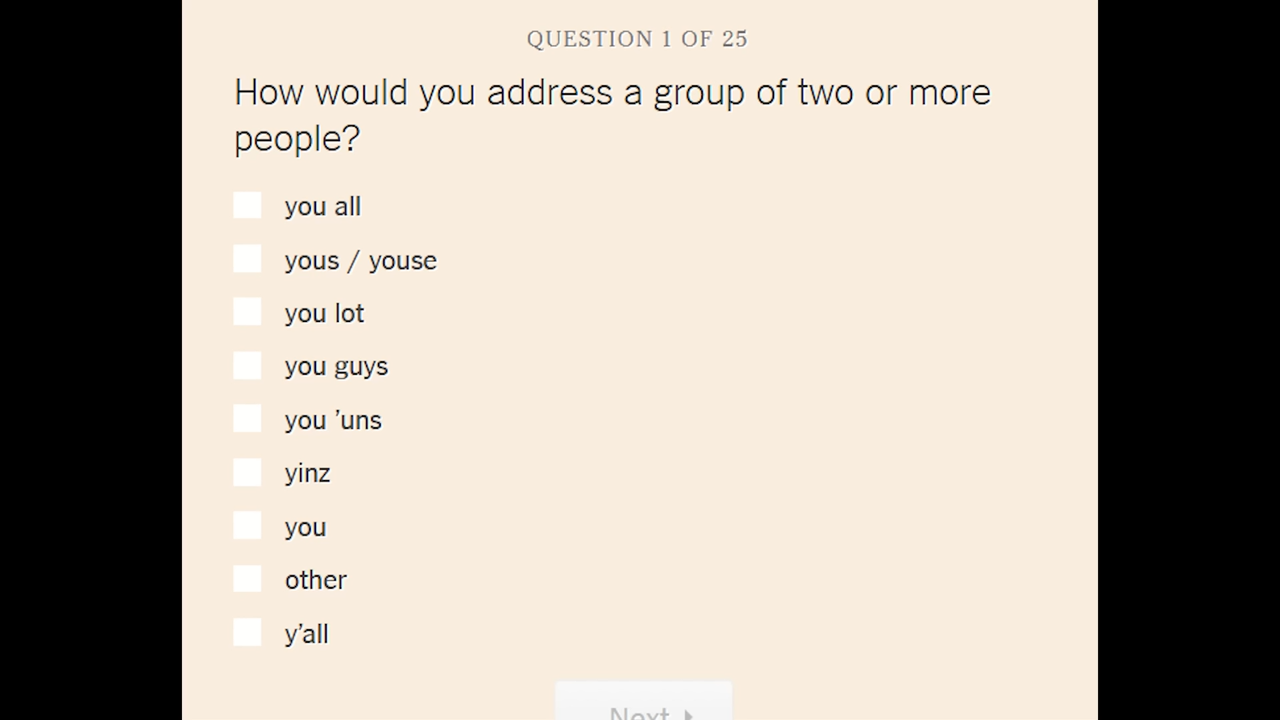 QUESTION 1 OF 25
How would you address a group of two or more
people?
you all
yous / youse
you lot
you guys
you ’uns
yinz
you
other
y’all
Next